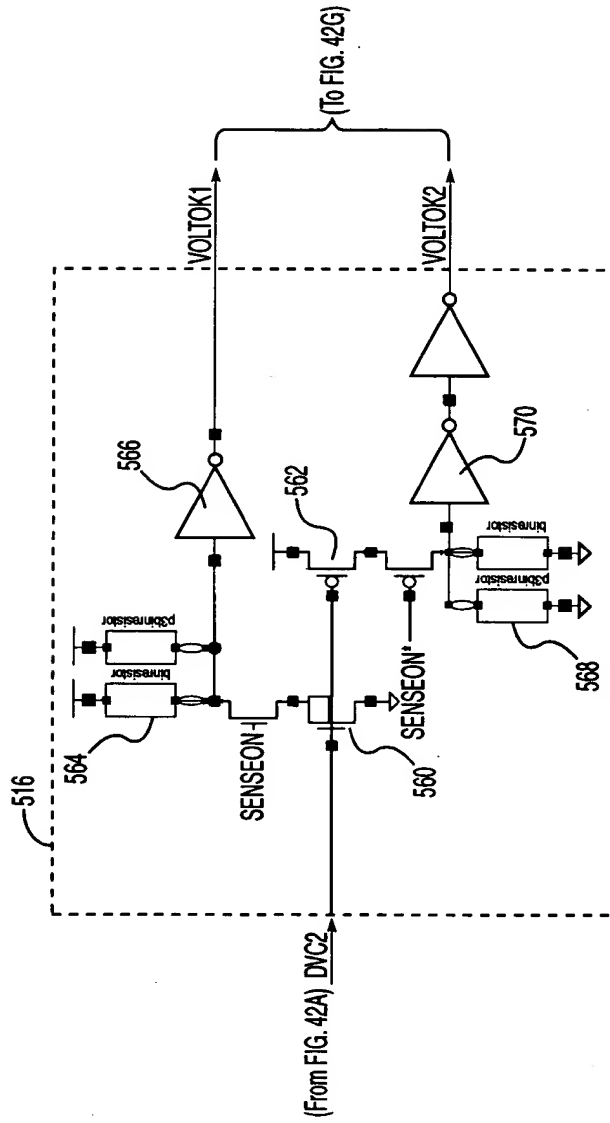 516
564
binresistor
p3binresistor
566
VOLTOK1
(To FIG. 42G)
SENSEON
562
560
(From FIG. 42A) DVC2
SENSEON*
570
VOLTOK2
p3binresistor
binresistor
568